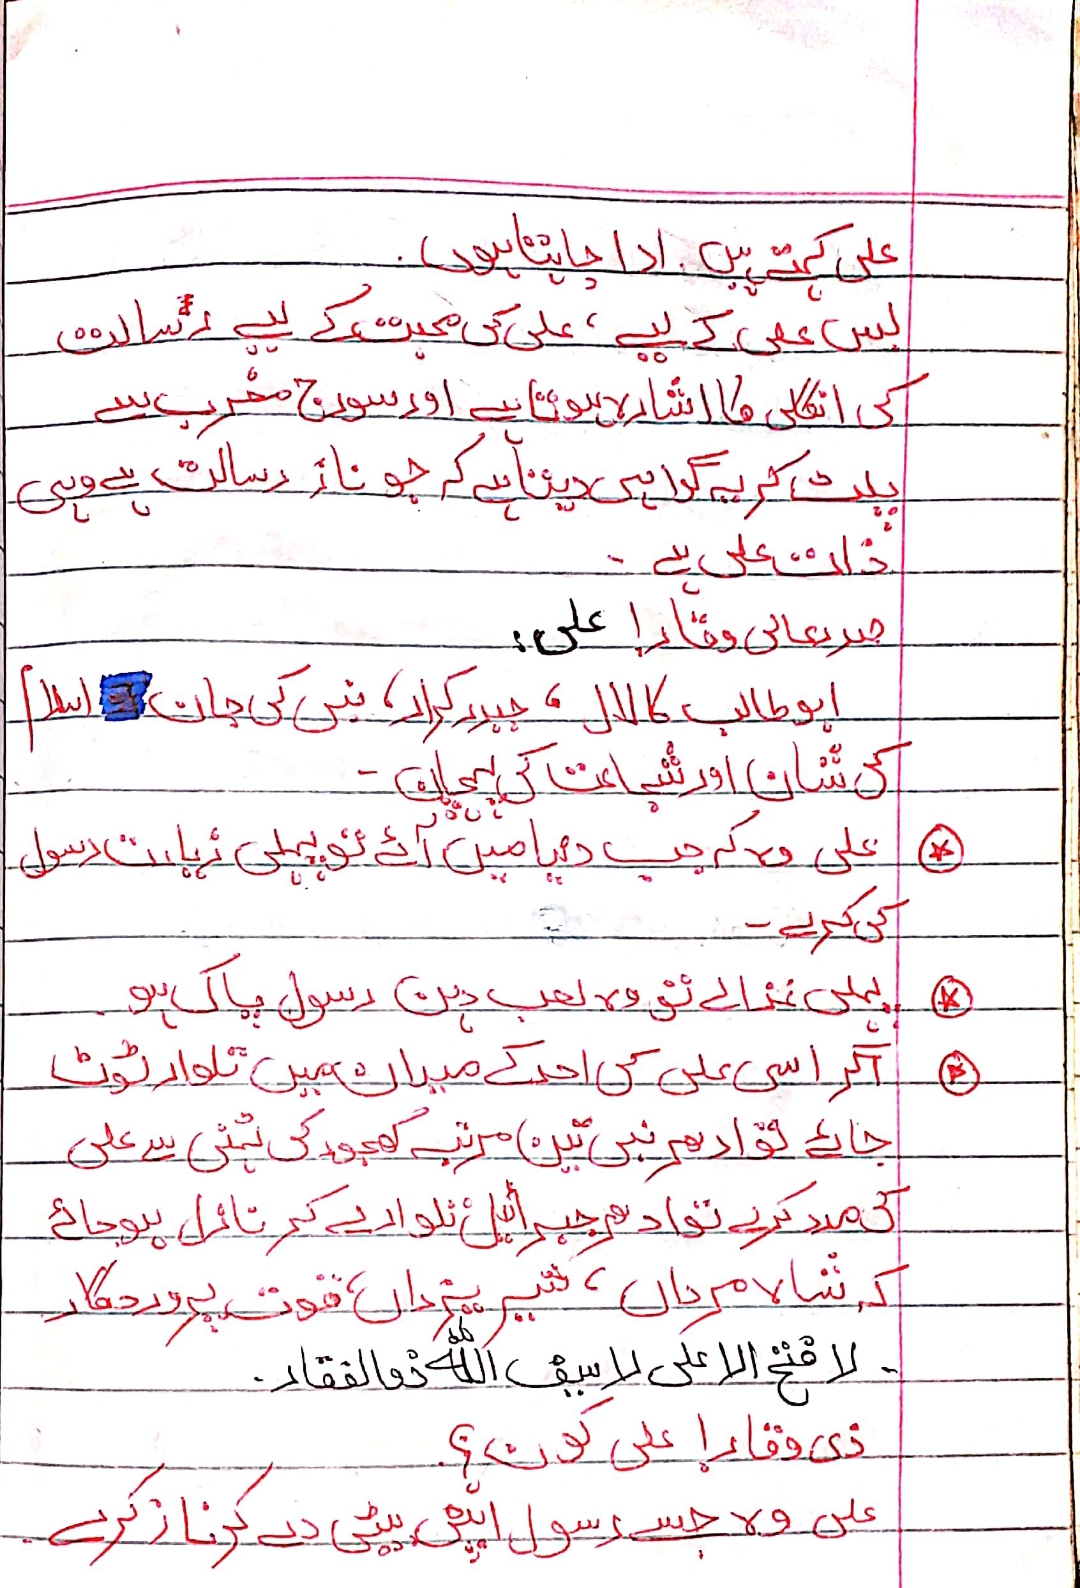 علی کہتے ہیں. ادا چاہتا ہوں.
بس علی کے لیے، علی کی محبت کے لیے رسالت
کی انگلی کا اشارہ ہوتا ہے اور سورج مغرب سے
پلٹ کر یہ گواہی دیتا ہے کہ جو ناز رسالت ہے وہی
ذات علی ہے -
صدر عالی وقار! علی:
ابو طالب کا لال، حیدر کرار، نبی کی جان اسلام
کی شان اور شجاعت کی پہچان -
علی وہ کہ جب دنیا میں آئے تو پہلی زیارت رسول
کی کرے -
پہلی غذا لے تو وہ لعب دہن رسول پاک ہو.
اگر اسی علی کی احد کے میدان میں تلوار ٹوٹ
جائے تو ادھر نبی تین مرتبہ کھجور کی ٹہنی سے علی
کی مدد کرے تو ادھر جبرائیل تلوار لے کر نازل ہو جائے
کہ شاہ مرداں، شیر یزداں، قوت پروردگار
- لا فتح الا علی لا سیف اللہ ذوالفقار.
ذی وقار! علی کون؟
علی وہ جسے رسول اپنی بیٹی دے کر ناز کرے.